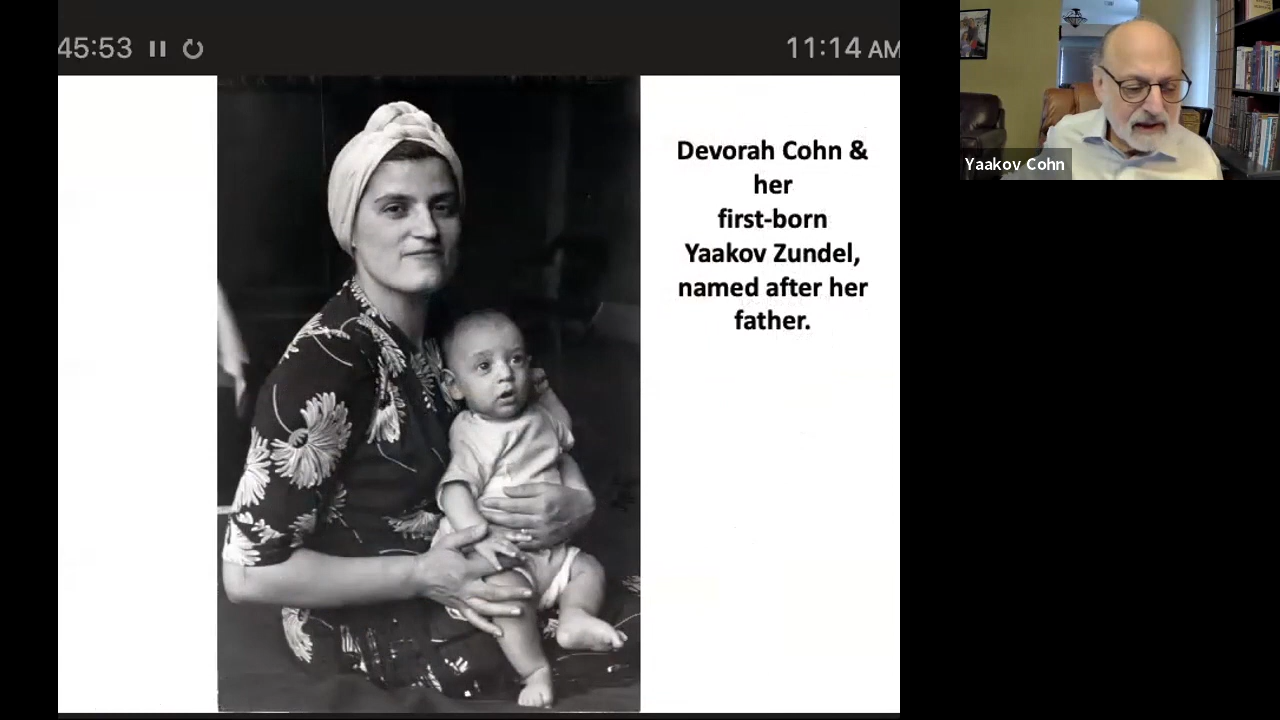 45:53
11:14 AM
Devorah Cohn &
her
first-born
Yaakov Zundel,
named after her
father.
Yaakov Cohn